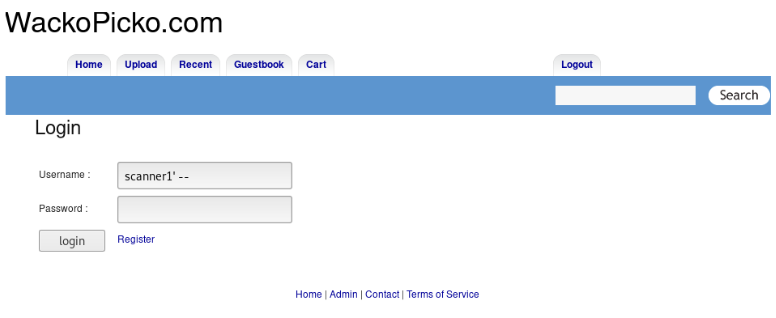 WackoPicko.com
Home Upload Recent Guestbook Cart Logout
Search
Login
Username : scanner1' --
Password :
login Register
Home | Admin | Contact | Terms of Service